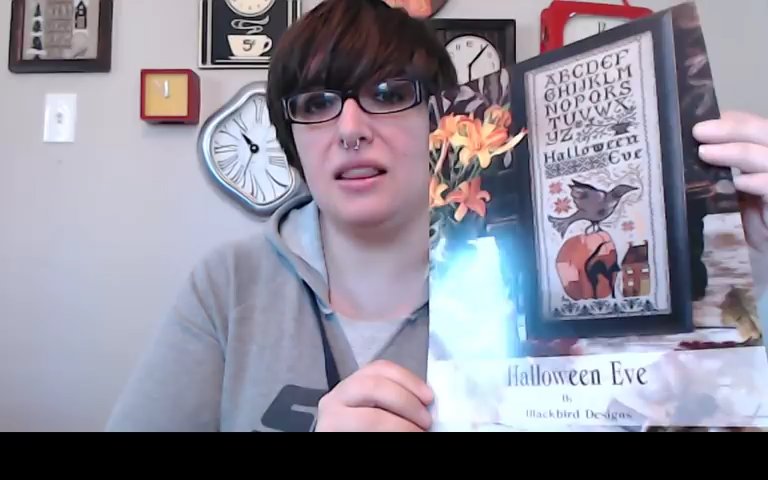 ABCDEF
GHIJKLM
NOPQRS
TUVWX
YZ
Halloween
Eve
Halloween Eve
By
Blackbird Designs